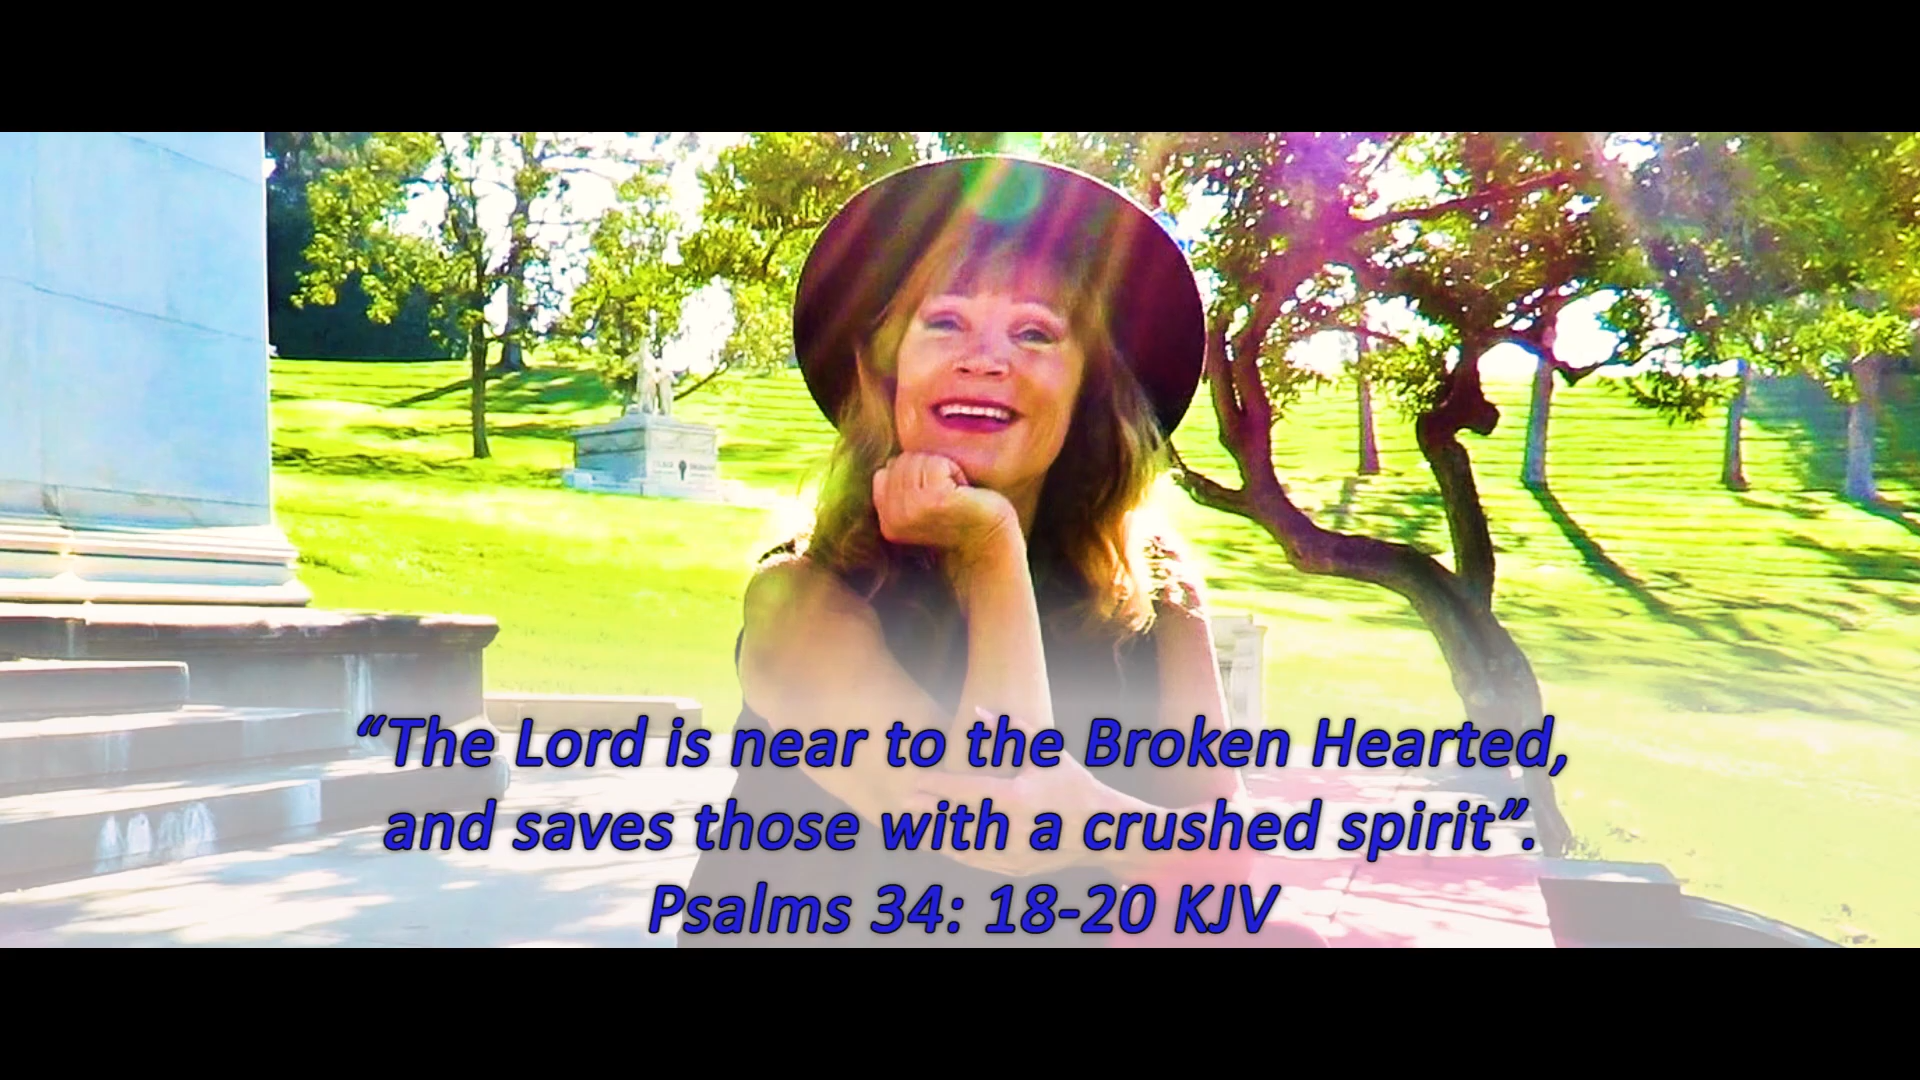 “The Lord is near to the Broken Hearted,
and saves those with a crushed spirit”.
Psalms 34: 18-20 KJV